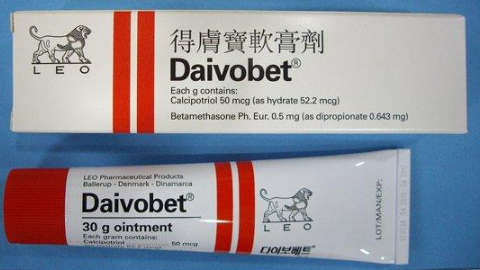 得膚寶軟膏劑
Daivobet®
Each g contains:
Calcipotriol 50 mcg (as hydrate 52.2 mcg)
Betamethasone Ph. Eur. 0.5 mg (as dipropionate 0.643 mg)
LEO
LEO Pharmaceutical Products
Ballerup - Denmark - Dinamarca
Daivobet®
30 g ointment
Each gram contains:
Calcipotriol 50 mcg
LEO
다이보베트®
LOT/MAN/EXP: